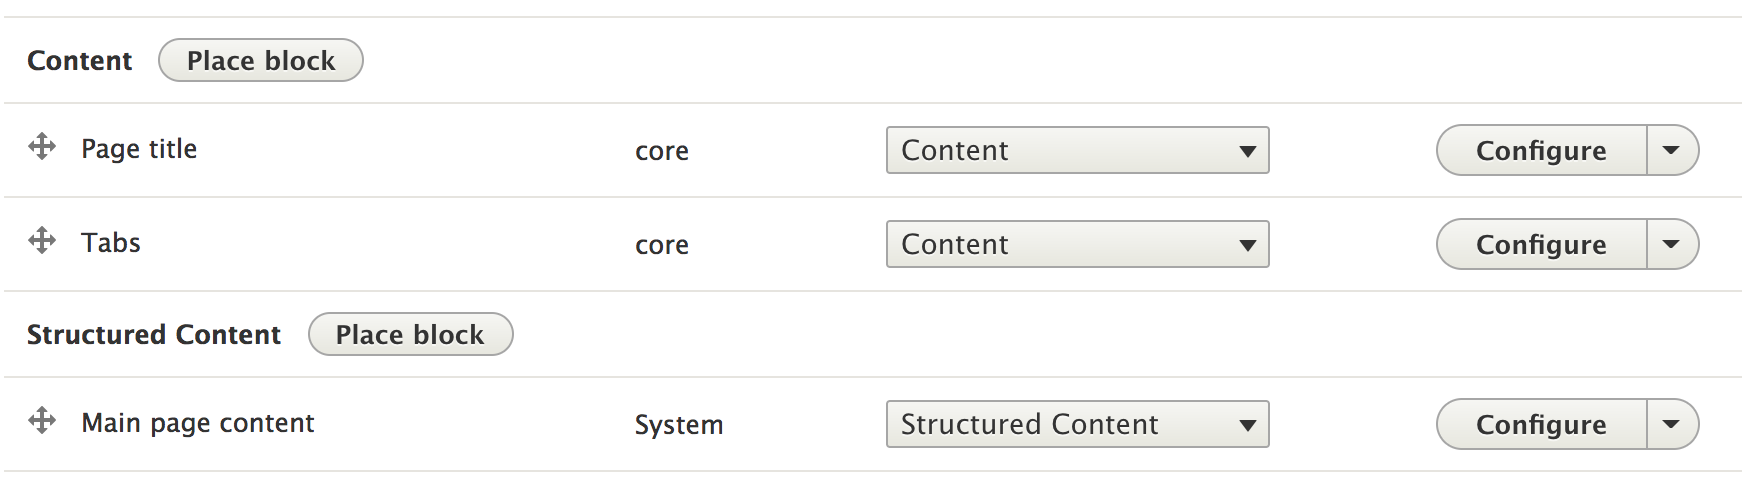 Content Place block
Page title core Content Configure
Tabs core Content Configure
Structured Content Place block
Main page content System Structured Content Configure